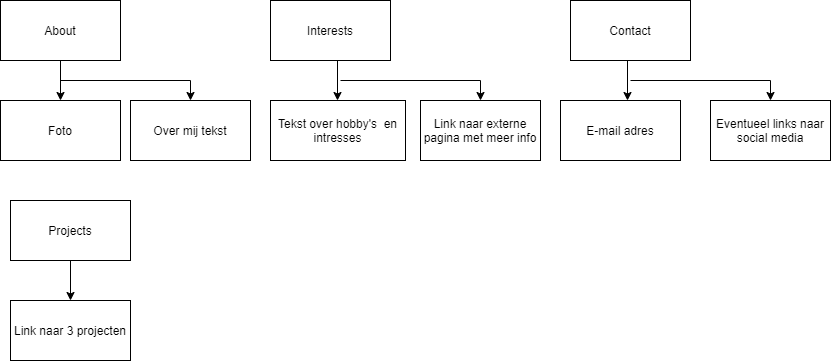 About
Interests
Contact
Foto
Over mij tekst
Tekst over hobby's en
intresses
Link naar externe
pagina met meer info
E-mail adres
Eventueel links naar
social media
Projects
Link naar 3 projecten